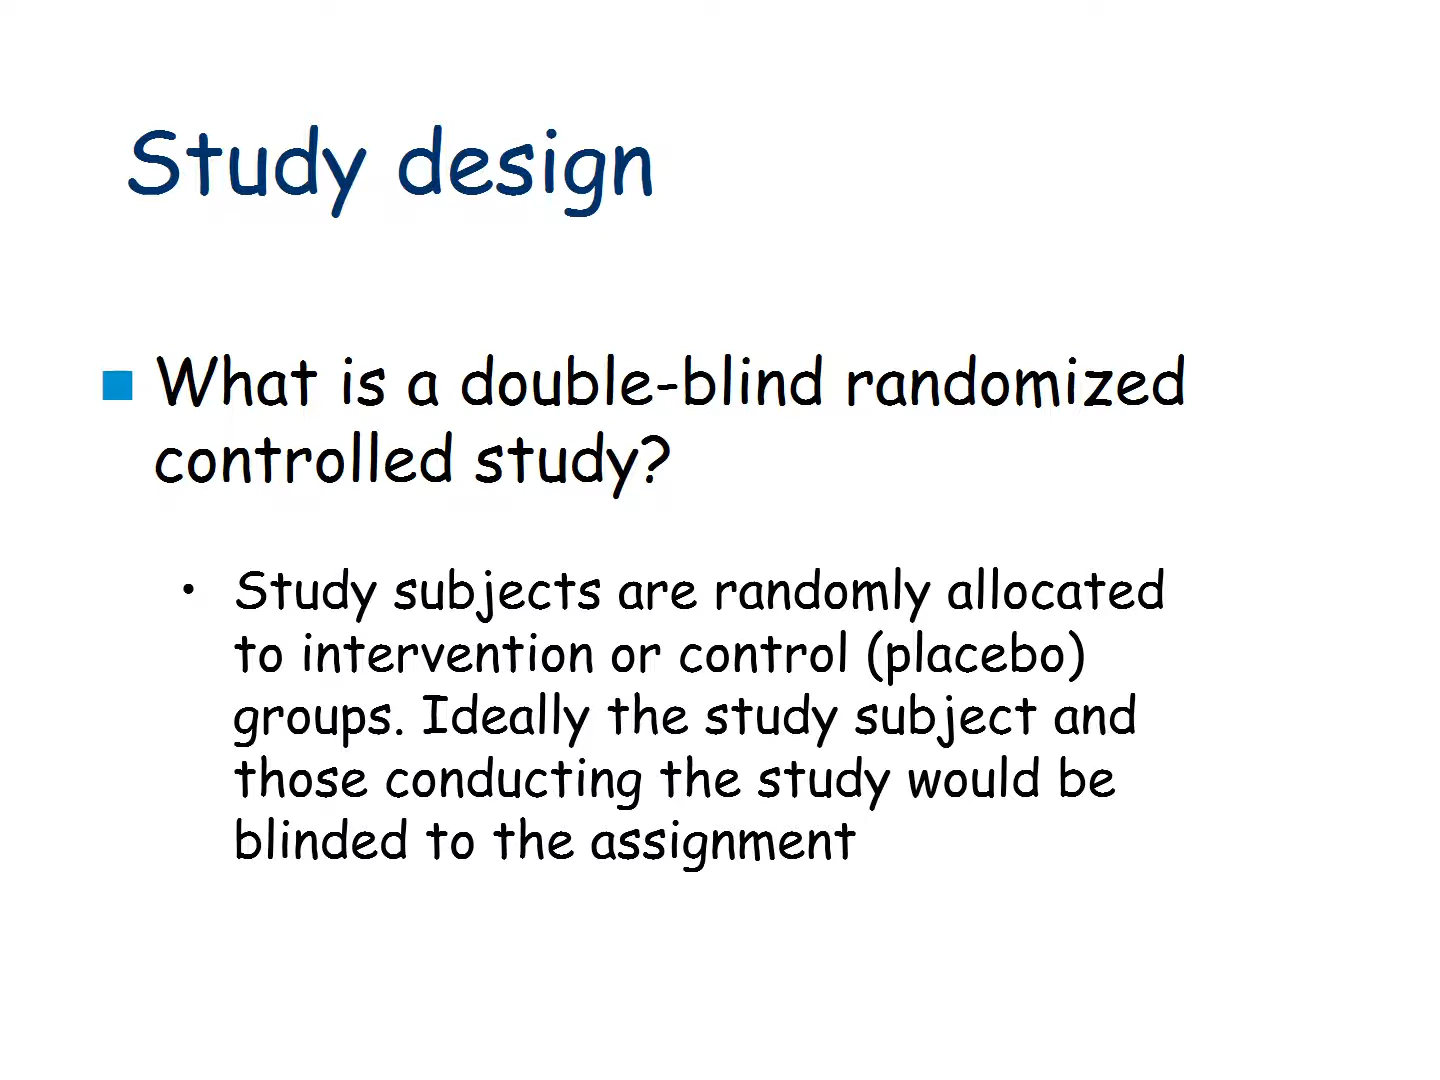 Study design
What is a double-blind randomized
controlled study?
• Study subjects are randomly allocated
to intervention or control (placebo)
groups. Ideally the study subject and
those conducting the study would be
blinded to the assignment